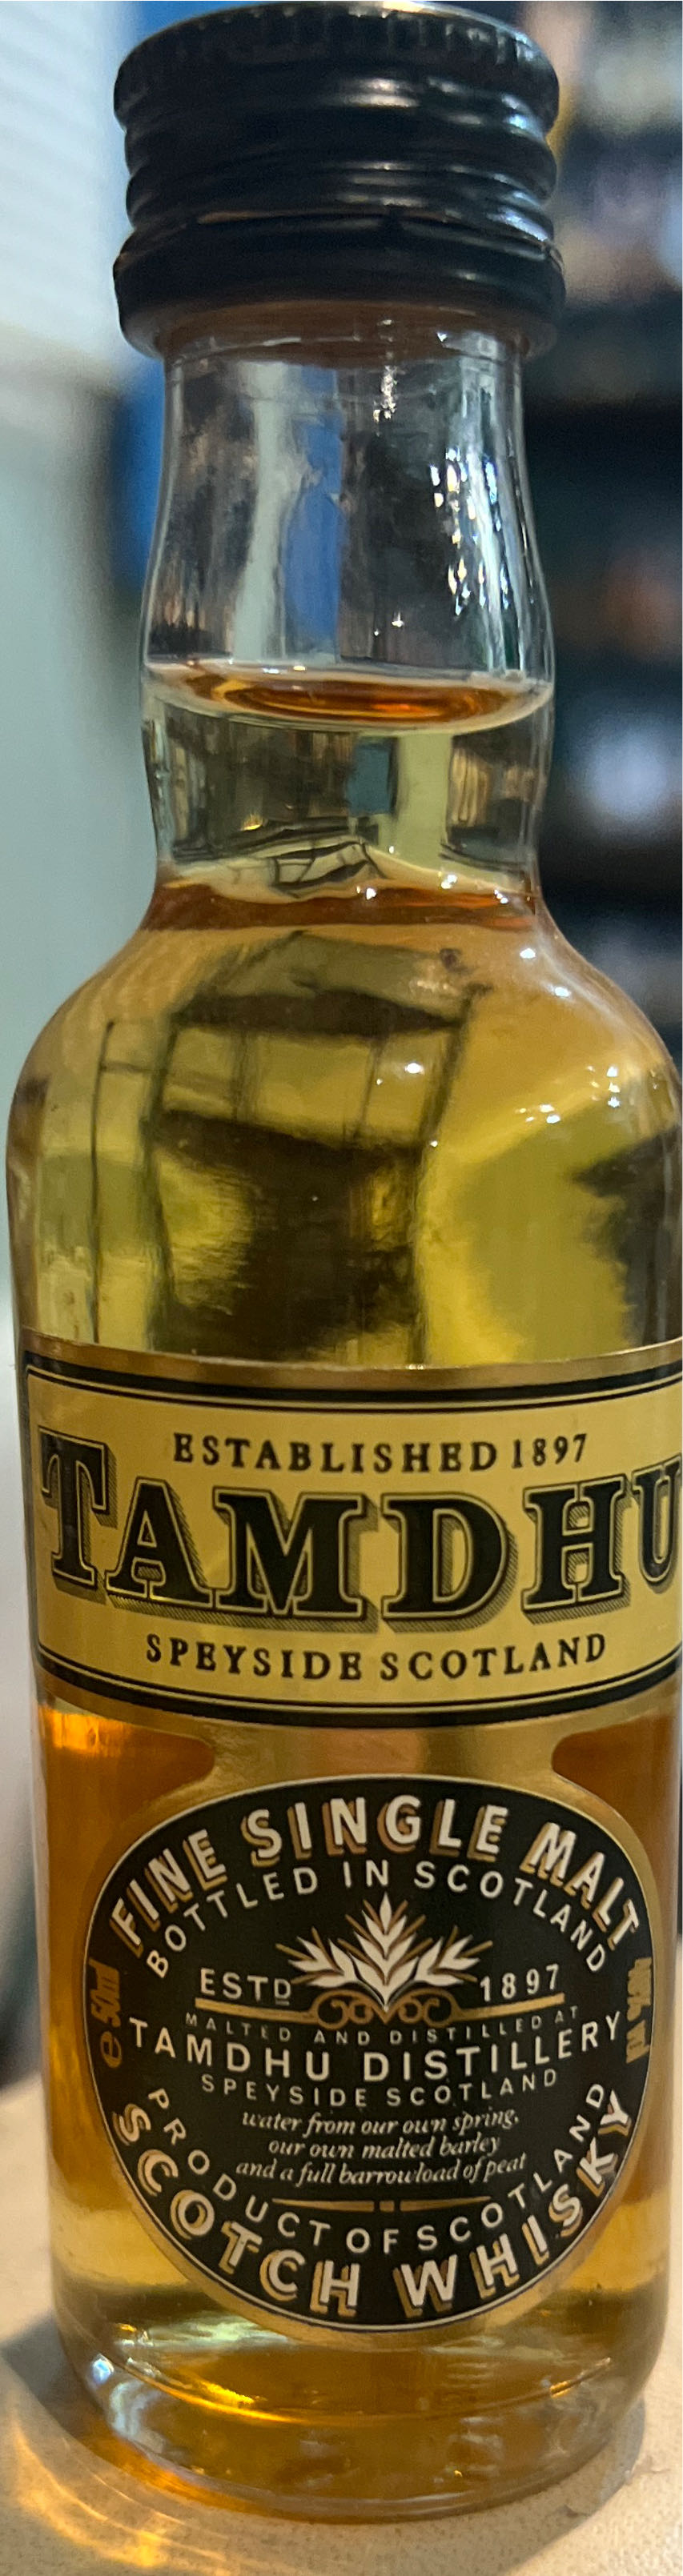 ESTABLISHED 1897
TAMDHU
SPEYSIDE SCOTLAND
FINE SINGLE MALT
BOTTLED IN SCOTLAND
ESTD 1897
e 50ml
MALTED AND DISTILLED AT
TAMDHU DISTILLERY
SPEYSIDE SCOTLAND
water from our own spring,
our own malted barley
and a full barrowload of peat
PRODUCT OF SCOTLAND
SCOTCH WHISKY